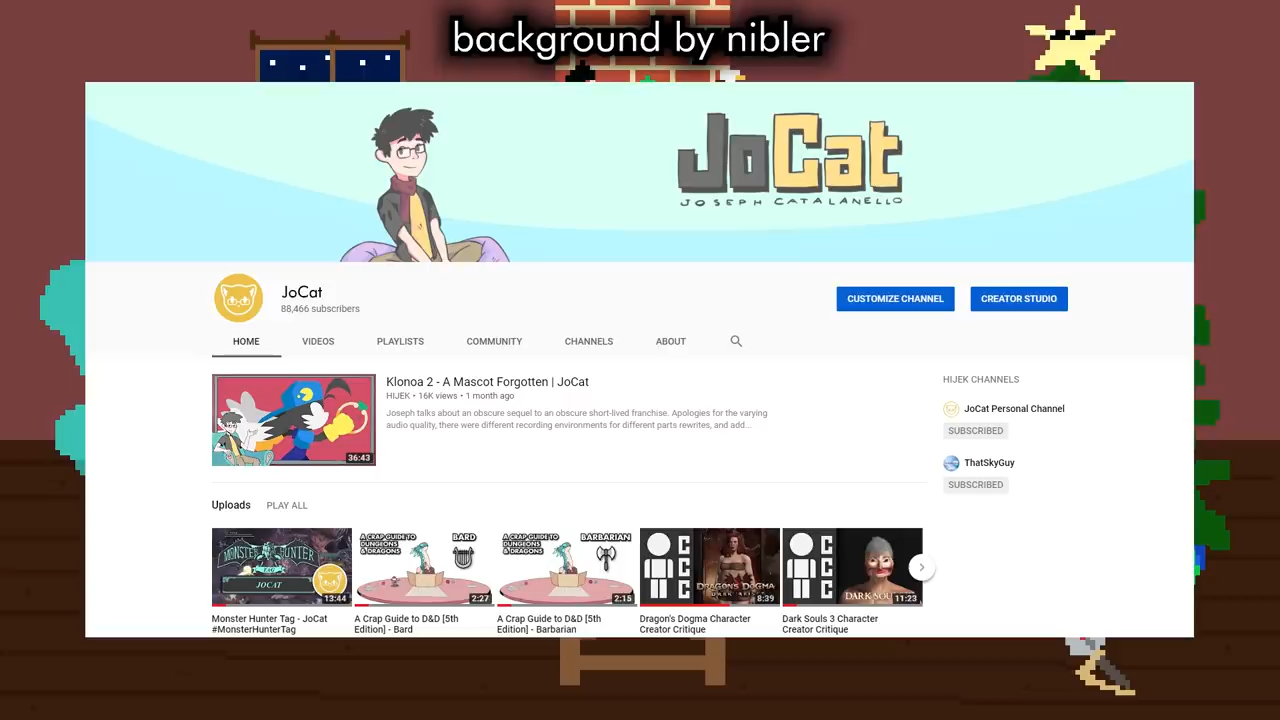 background by nibler
JoCat
JOSEPH CATALANELLO
JoCat
88,466 subscribers
CUSTOMIZE CHANNEL
CREATOR STUDIO
HOME
VIDEOS
PLAYLISTS
COMMUNITY
CHANNELS
ABOUT
36:43
Klonoa 2 - A Mascot Forgotten | JoCat
HIJEK • 16K views • 1 month ago
Joseph talks about an obscure sequel to an obscure short-lived franchise. Apologies for the varying
audio quality, there were different recording environments for different parts rewrites, and add...
HIJEK CHANNELS
JoCat Personal Channel
SUBSCRIBED
ThatSkyGuy
SUBSCRIBED
Uploads
PLAY ALL
MONSTER HUNTER
TAG
JOCAT
13:44
Monster Hunter Tag - JoCat
#MonsterHunterTag
A CRAP GUIDE TO
DUNGEONS
& DRAGONS
BARD
2:27
A Crap Guide to D&D [5th
Edition] - Bard
A CRAP GUIDE TO
DUNGEONS
& DRAGONS
BARBARIAN
2:15
A Crap Guide to D&D [5th
Edition] - Barbarian
C
C
C
DRAGON'S DOGMA
DARK ARISEN
8:39
Dragon's Dogma Character
Creator Critique
C
C
C
DARK SOU
11:23
Dark Souls 3 Character
Creator Critique